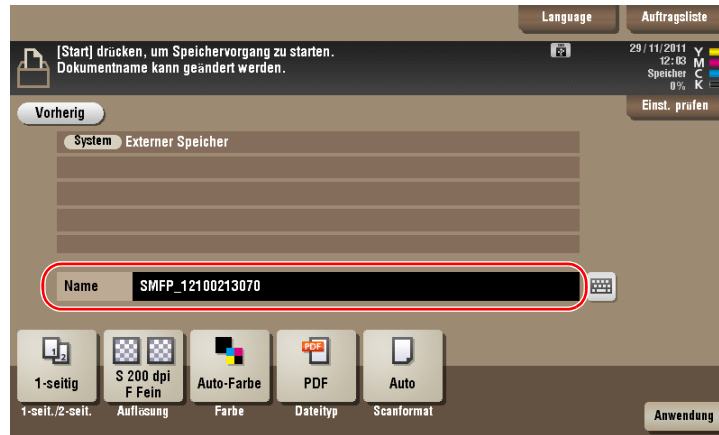 Language
Auftragsliste
[Start] drücken, um Speichervorgang zu starten.
Dokumentname kann geändert werden.
29/11/2011
12:03
Speicher
0%
Y
M
C
K
Vorherig
Einst. prüfen
System Externer Speicher
Name SMFP_12100213070
1 2
PDF
1-seitig
S 200 dpi
F Fein
Auto-Farbe
PDF
Auto
1-seit./2-seit.
Auflösung
Farbe
Dateityp
Scanformat
Anwendung